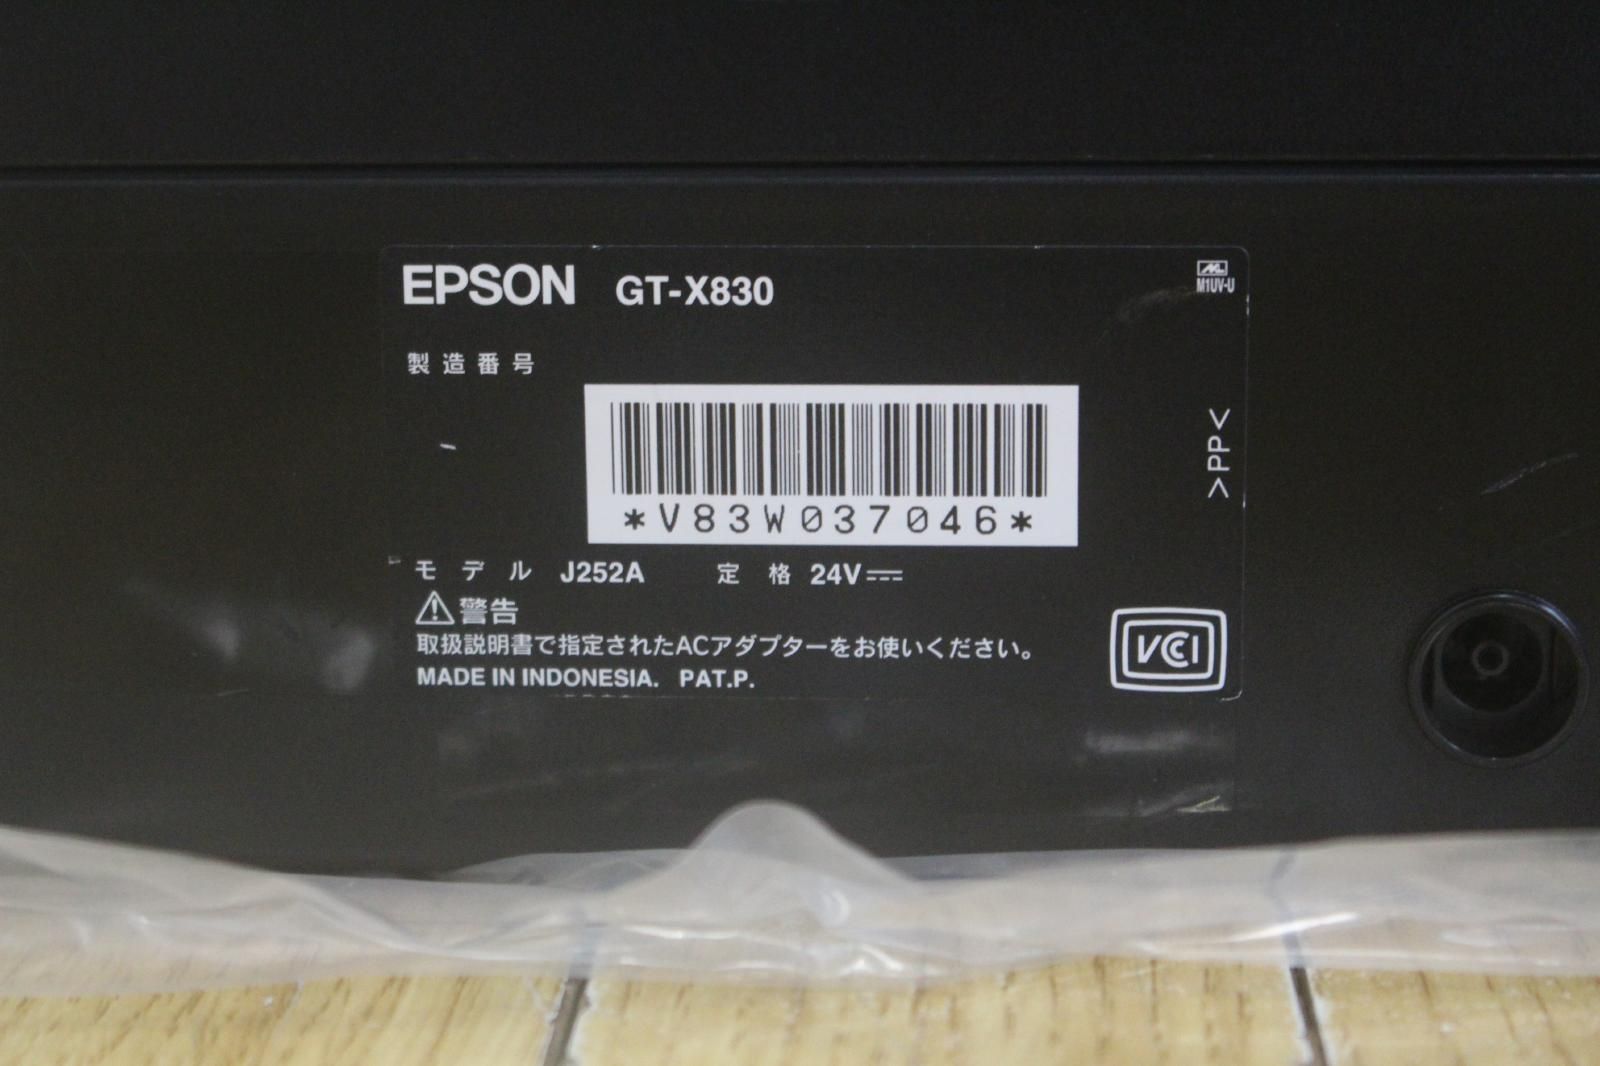 EPSON GT-X830
M1UV-U
製造番号
*V83W037046*
>PP<
モデル J252A 定格 24V
警告
取扱説明書で指定されたACアダプターをお使いください。
MADE IN INDONESIA. PAT.P.
VCI